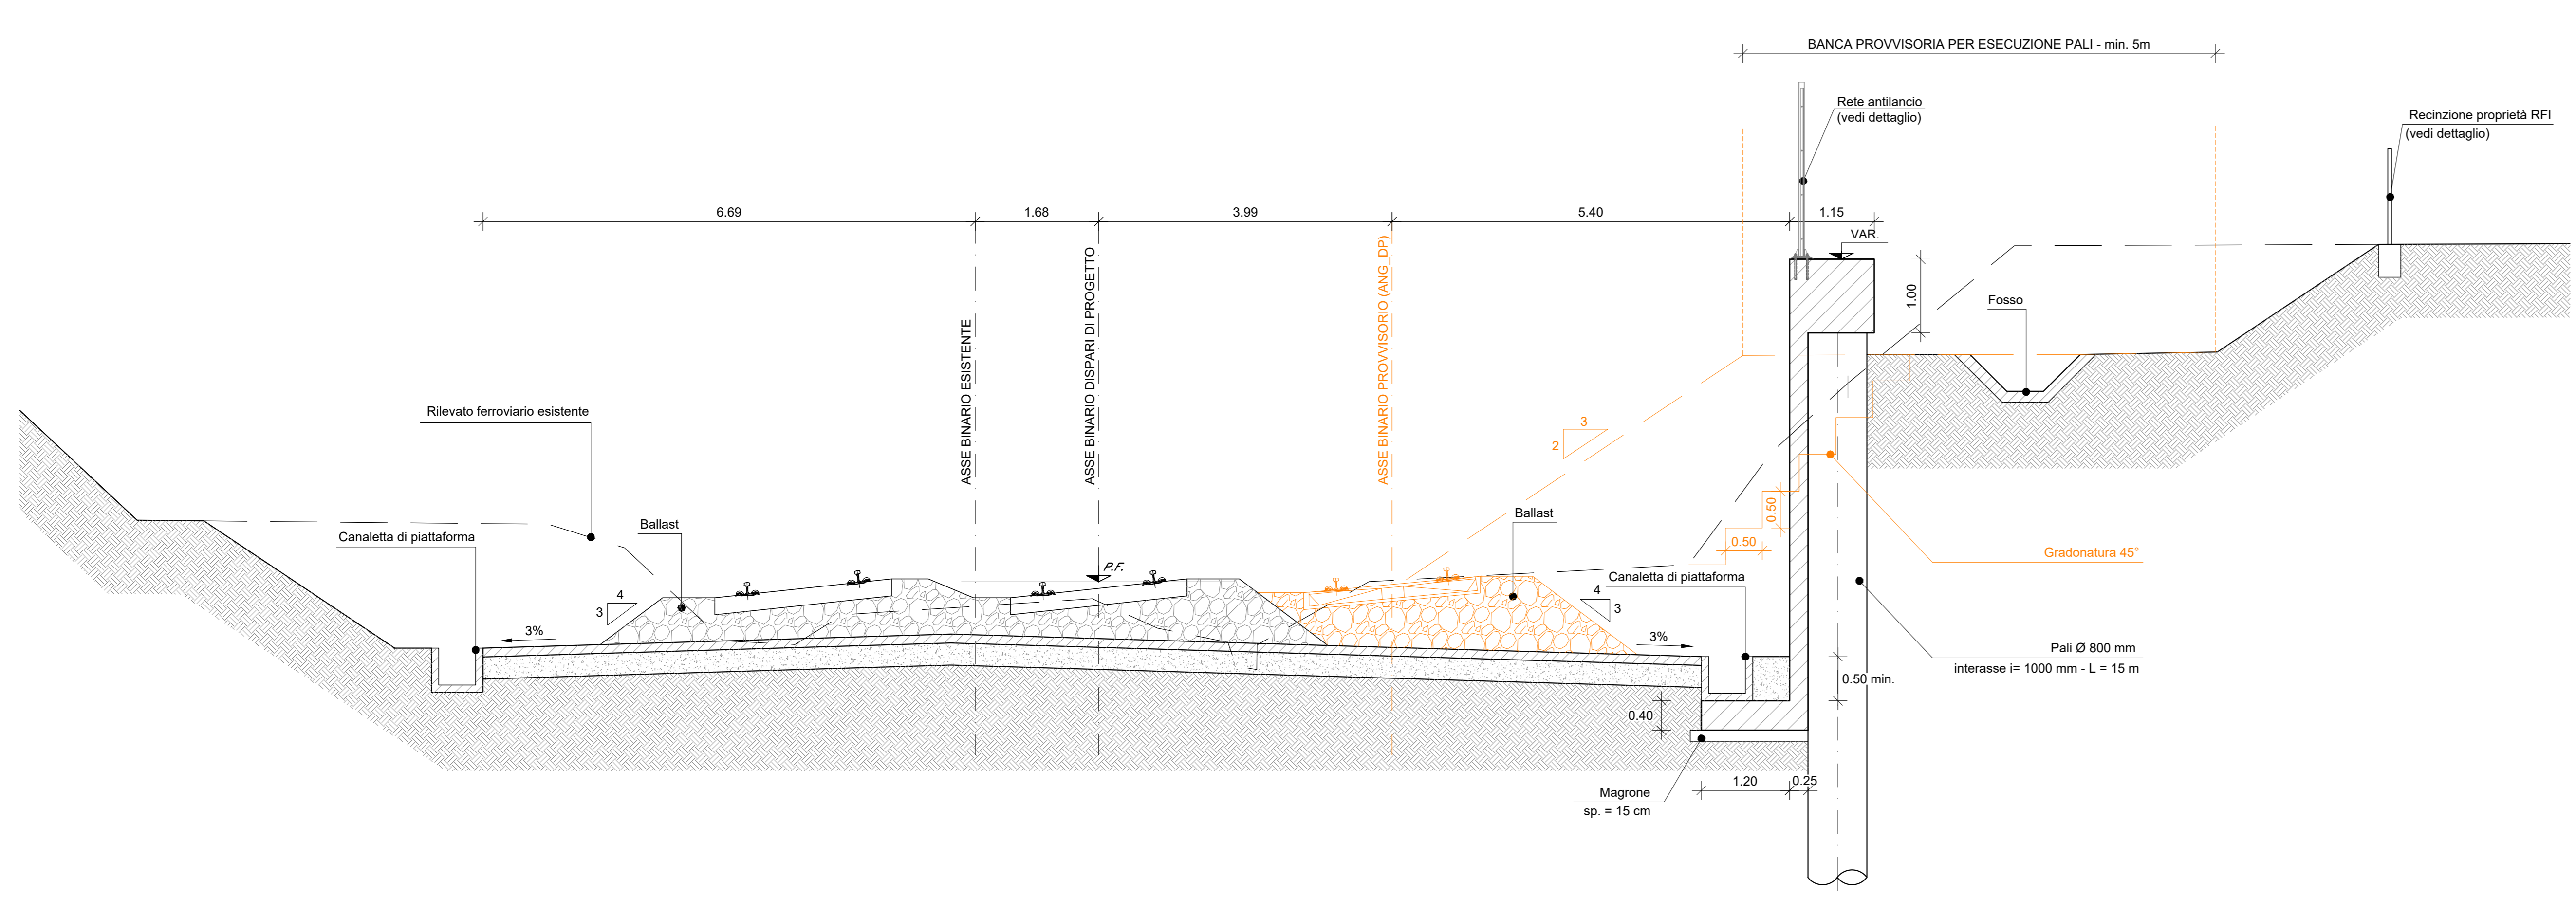 BANCA PROVVISORIA PER ESECUZIONE PALI - min. 5m
Rete antilancio
(vedi dettaglio)
Recinzione proprietà RFI
(vedi dettaglio)
6.69
1.68
3.99
5.40
1.15
VAR.
ASSE BINARIO ESISTENTE
ASSE BINARIO DISPARI DI PROGETTO
ASSE BINARIO PROVVISORIO (ANG_DP)
1.00
Fosso
Rilevato ferroviario esistente
3
2
Ballast
Ballast
Canaletta di piattaforma
0.50
0.50
Gradonatura 45°
P.F.
Canaletta di piattaforma
4
3
4
3
3%
3%
Pali Ø 800 mm
interasse i= 1000 mm - L = 15 m
0.50 min.
0.40
1.20
0.25
Magrone
sp. = 15 cm